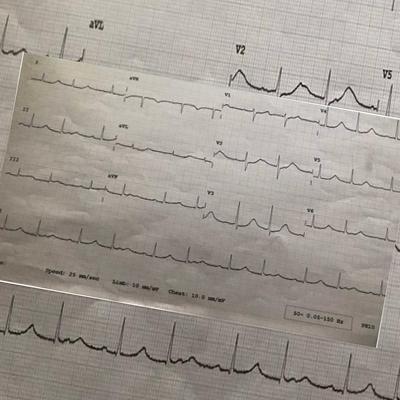 aVL
V2
V5
I
aVR
V1
V4
II
aVL
V2
V5
III
aVF
V3
V6
Speed: 25 mm/sec Limb: 10 mm/mV Chest: 10.0 mm/mV
50~ 0.05-150 Hz